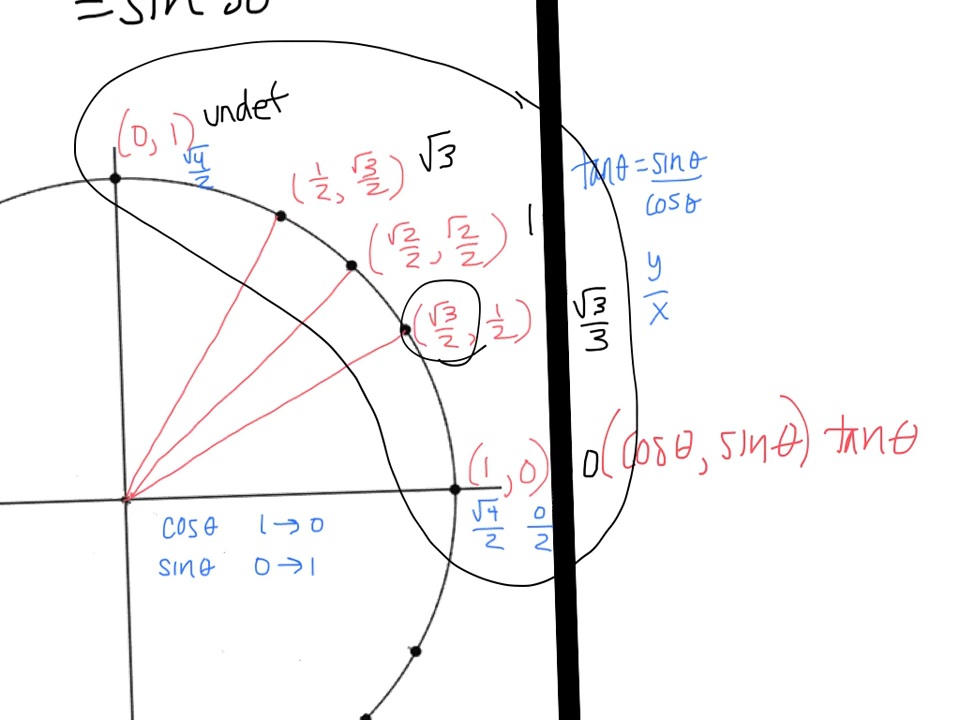 = sin 30
(0, 1) undef
√4/2
(1/2, √3/2) √3
(√2/2, √2/2) 1
(√3/2, 1/2) √3/3
(1, 0) 0
√4/2 0/2
(cosθ, sinθ) tanθ
tanθ = sinθ/cosθ
y/x
cosθ 1→0
sinθ 0→1